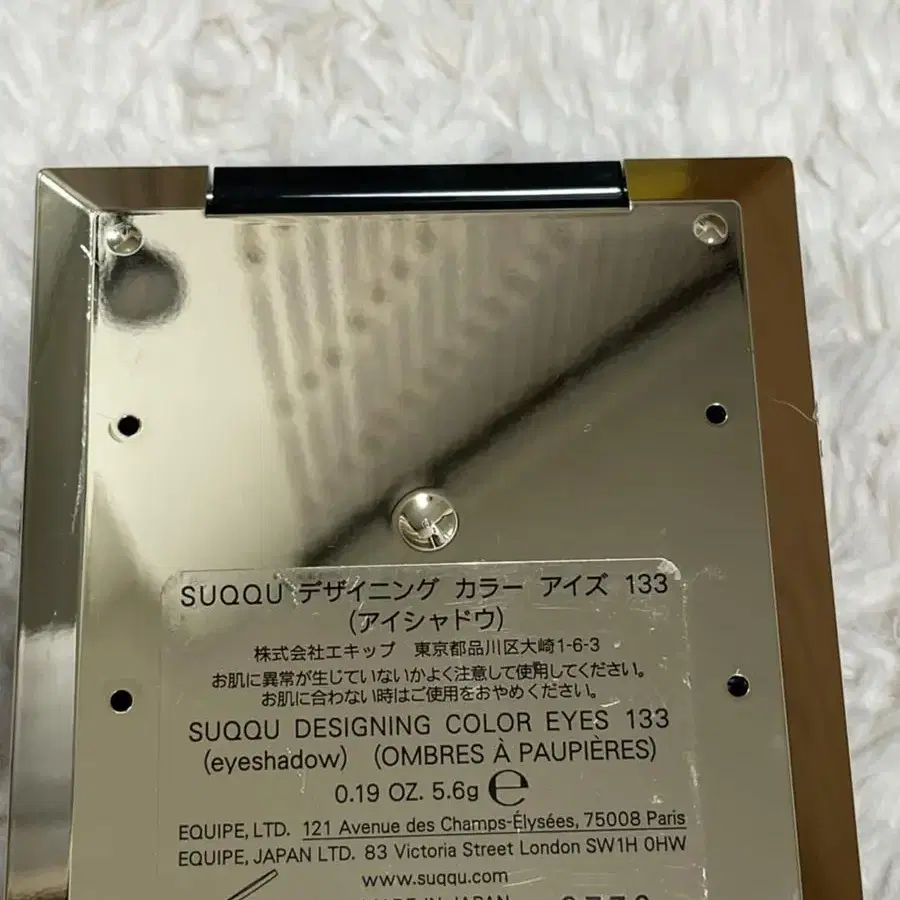 SUQQU デザイニング カラー アイズ 133
(アイシャドウ)
株式会社エキップ 東京都品川区大崎1-6-3
お肌に異常が生じていないかよく注意して使用してください。
お肌に合わない時はご使用をおやめください。
SUQQU DESIGNING COLOR EYES 133
(eyeshadow) (OMBRES À PAUPIÈRES)
0.19 OZ. 5.6g ℮
EQUIPE, LTD. 121 Avenue des Champs-Élysées, 75008 Paris
EQUIPE, JAPAN LTD. 83 Victoria Street London SW1H 0HW
www.suqqu.com
MADE IN JAPAN